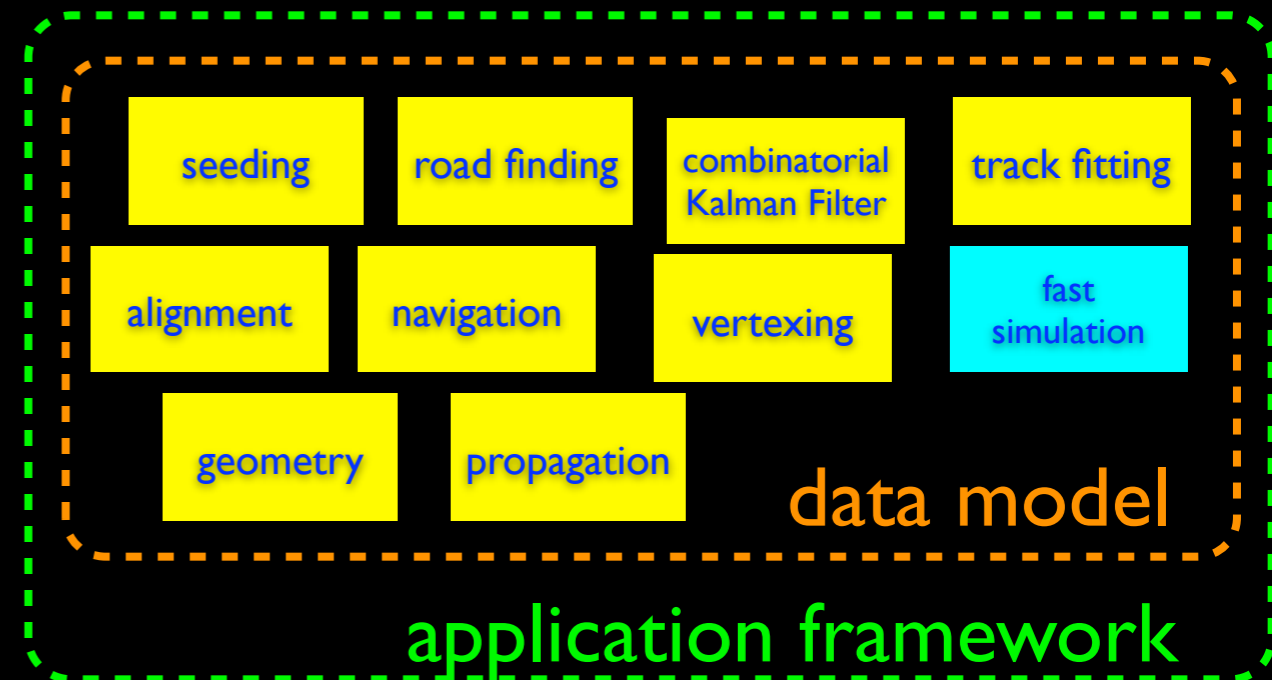 seeding
road finding
combinatorial
Kalman Filter
track fitting
alignment
navigation
vertexing
fast
simulation
geometry
propagation
data model
application framework